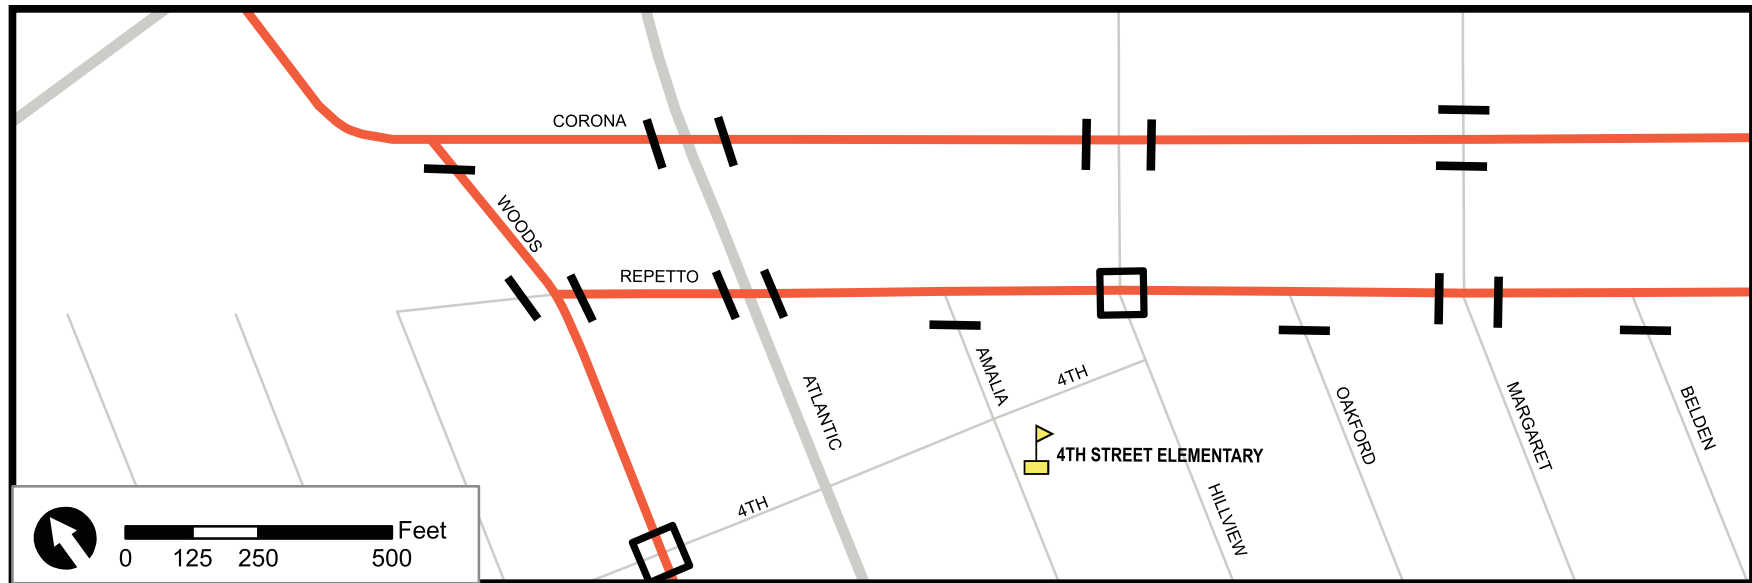 CORONA
WOODS
REPETTO
ATLANTIC
AMALIA
4TH
OAKFORD
MARGARET
BELDEN
4TH STREET ELEMENTARY
HILLVIEW
4TH
Feet
0 125 250 500